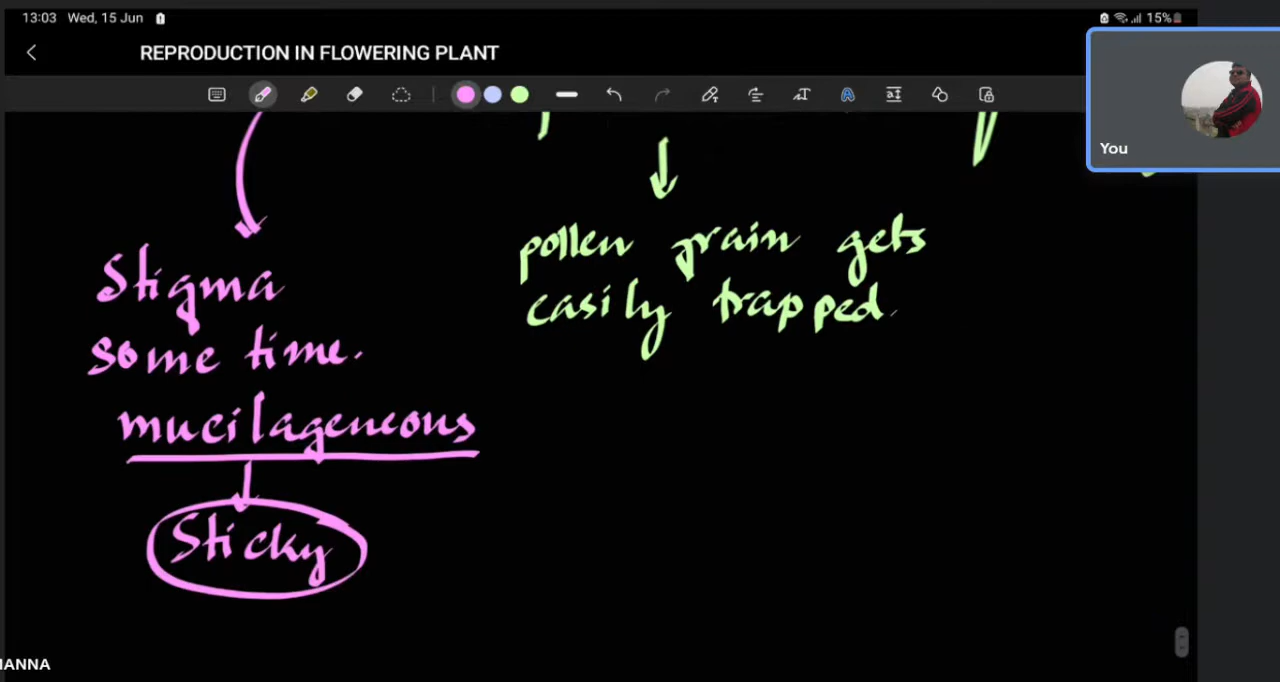 13:03 Wed, 15 Jun
15%
REPRODUCTION IN FLOWERING PLANT
You
pollen grain gets
easily trapped.
Stigma
some time.
mucilageneous
Sticky
IANNA